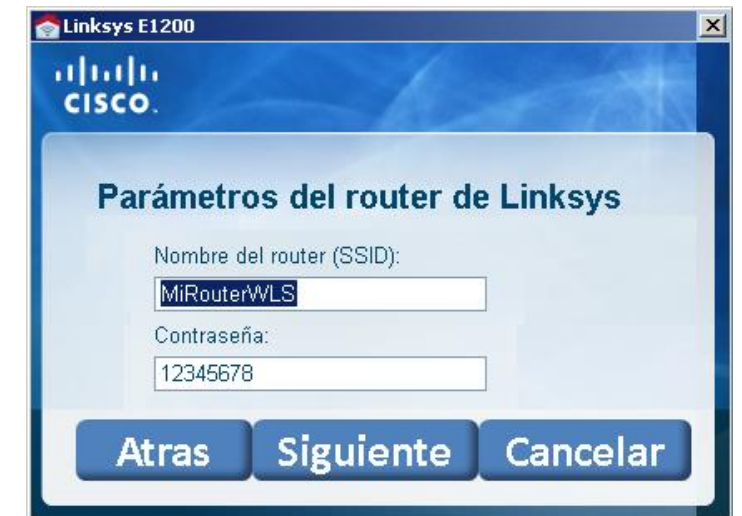 Linksys E1200
CISCO.
Parámetros del router de Linksys
Nombre del router (SSID):
MiRouterWLS
Contraseña:
12345678
Atras Siguiente Cancelar